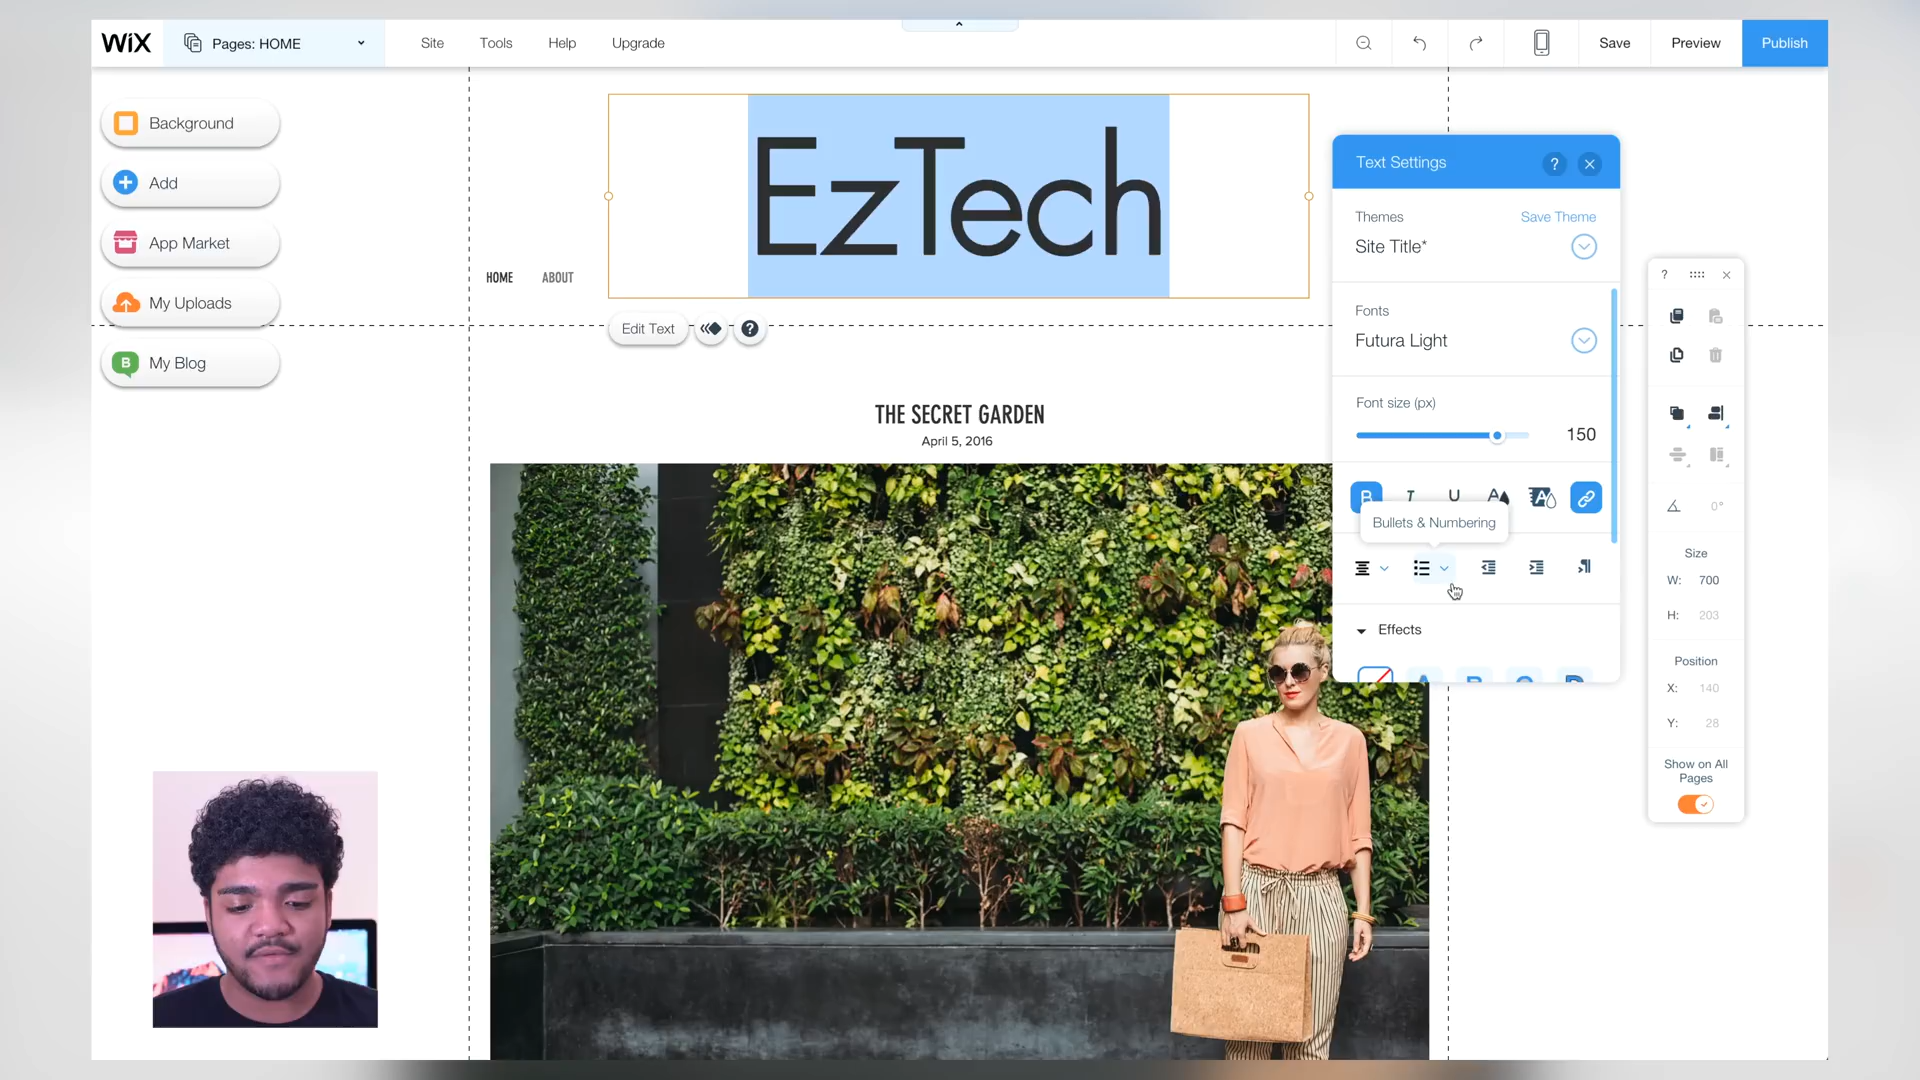 WiX
Pages: HOME
Site
Tools
Help
Upgrade
Save
Preview
Publish
Background
Add
App Market
My Uploads
B
My Blog
EzTech
HOME
ABOUT
Edit Text
?
THE SECRET GARDEN
April 5, 2016
Text Settings
?
Themes
Save Theme
Site Title*
Fonts
Futura Light
Font size (px)
150
B
T
U
A
A
Bullets & Numbering
Effects
?
0°
Size
W: 700
H: 203
Position
X: 140
Y: 28
Show on All
Pages